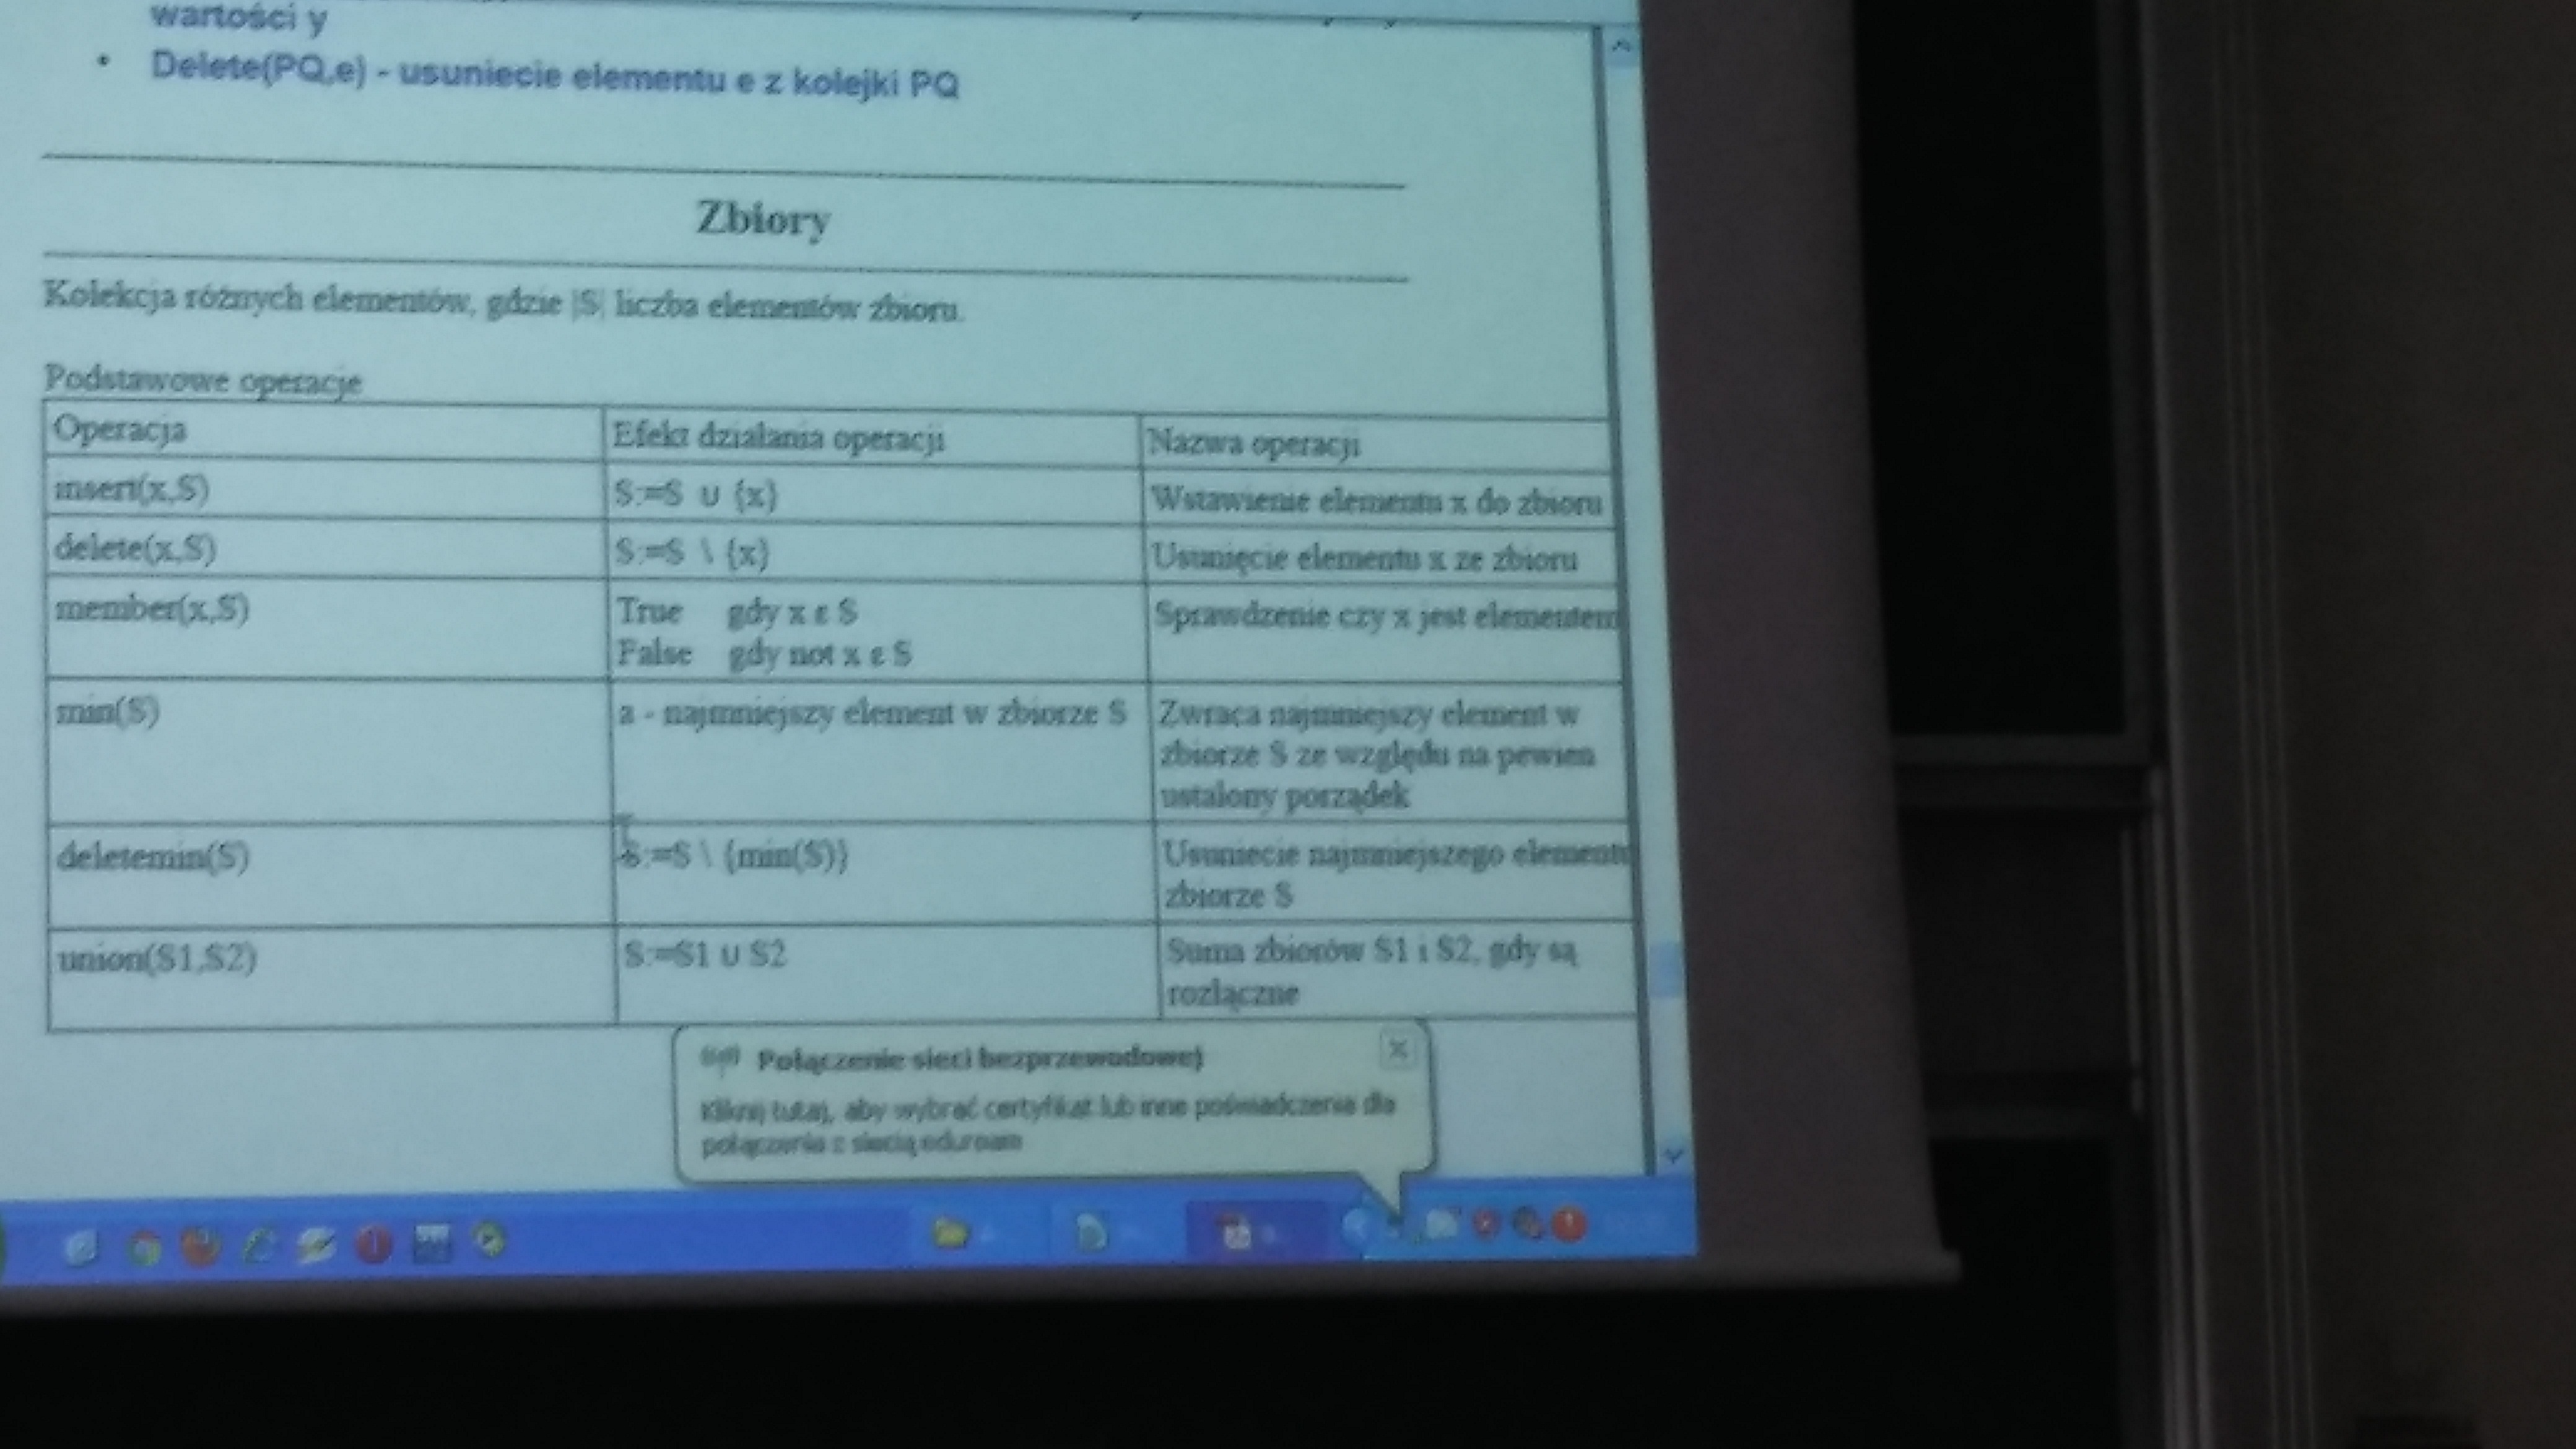 wartości y
• Delete(PQ,e) - usuniecie elementu e z kolejki PQ
Zbiory
Kolekcja różnych elementów, gdzie |S| liczba elementów zbioru.
Podstawowe operacje
Operacja Efekt działania operacji Nazwa operacji
insert(x,S) S:=S ∪ {x} Wstawienie elementu x do zbioru
delete(x,S) S:=S \ {x} Usunięcie elementu x ze zbioru
member(x,S) True gdy x ε S Sprawdzenie czy x jest elementem
False gdy not x ε S
min(S) a - najmniejszy element w zbiorze S Zwraca najmniejszy element w
zbiorze S ze względu na pewien
ustalony porządek
deletemin(S) S:=S \ {min(S)} Usuniecie najmniejszego elementu
zbiorze S
union(S1,S2) S:=S1 ∪ S2 Suma zbiorów S1 i S2, gdy są
rozłączne
Połączenie sieci bezprzewodowej
Kliknij tutaj, aby wybrać certyfikat lub inne poświadczenia dla
połączenia z siecią eduroam